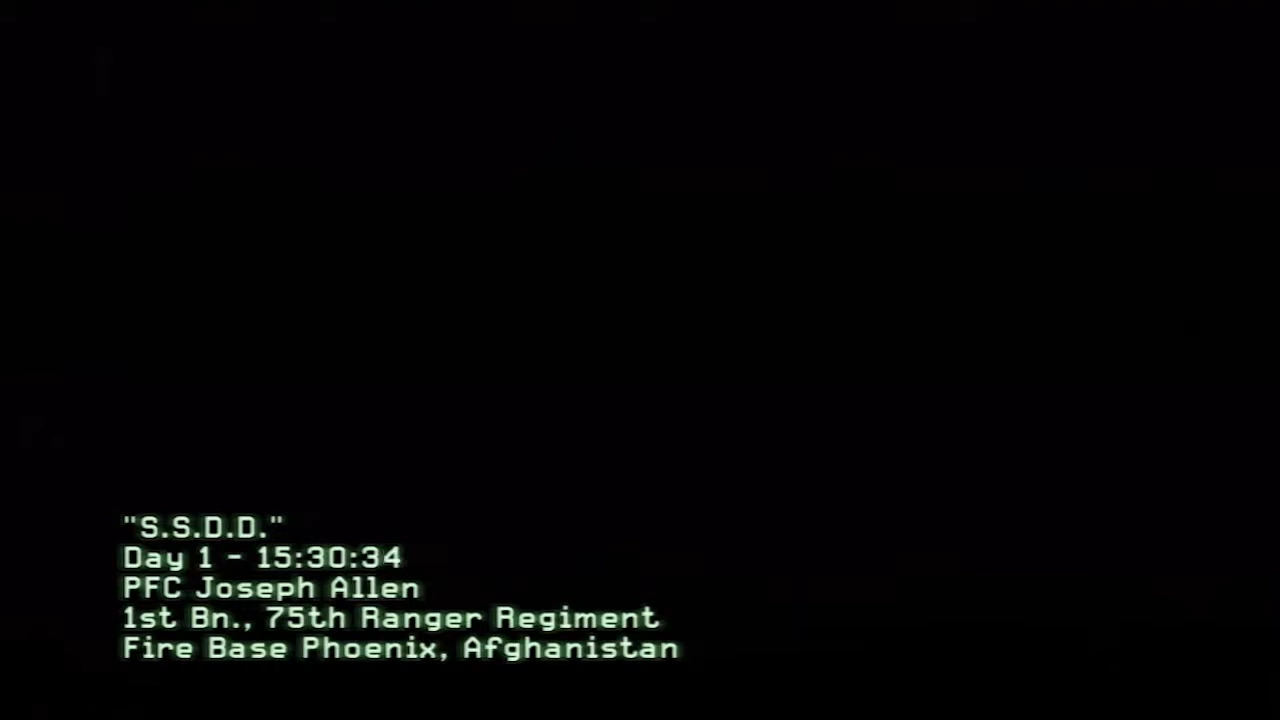 "S.S.D.D."
Day 1 - 15:30:34
PFC Joseph Allen
1st Bn., 75th Ranger Regiment
Fire Base Phoenix, Afghanistan